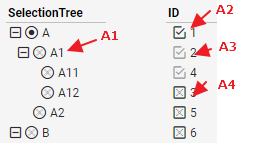 SelectionTree ID A2
A 1
A1 A1 2 A3
A11 4 A4
A12 3
A2 5
B 6